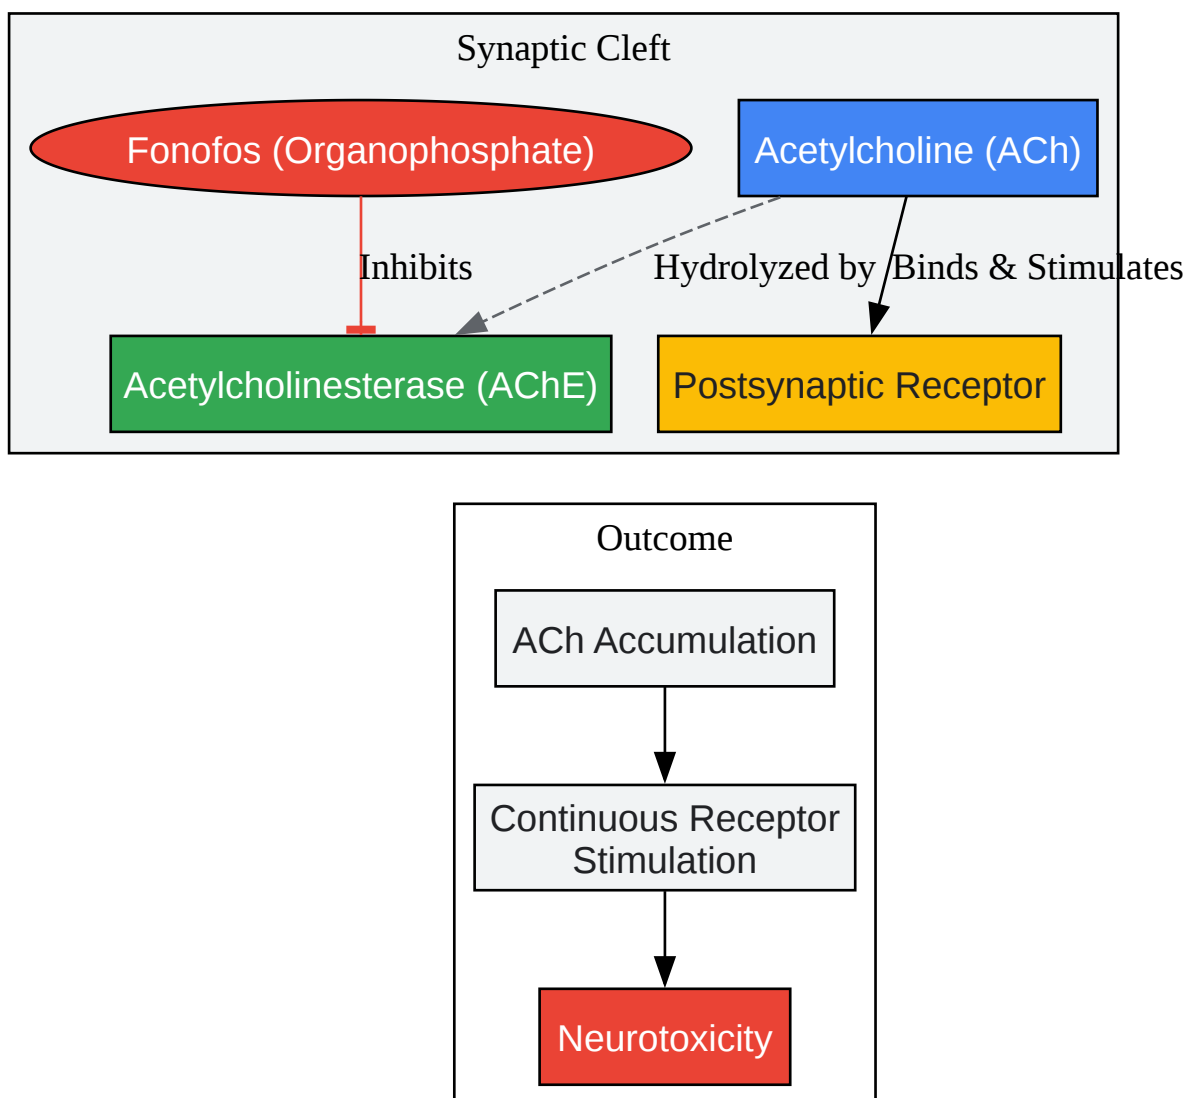 Synaptic Cleft
Fonofos (Organophosphate)
Acetylcholine (ACh)
Inhibits
Hydrolyzed by
Binds & Stimulates
Acetylcholinesterase (AChE)
Postsynaptic Receptor
Outcome
ACh Accumulation
Continuous Receptor
Stimulation
Neurotoxicity